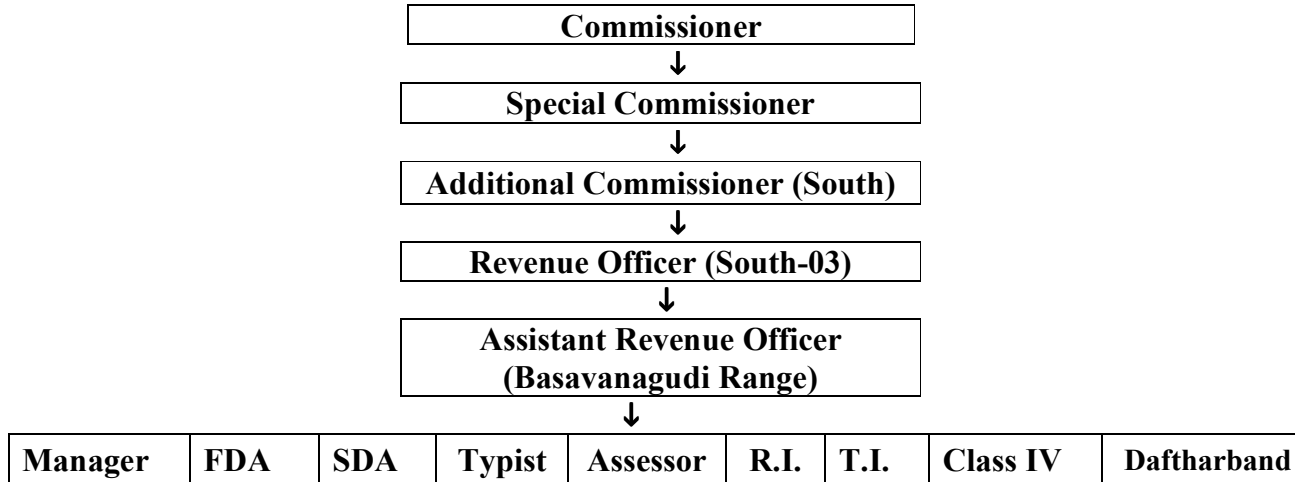 Commissioner
↓
Special Commissioner
↓
Additional Commissioner (South)
↓
Revenue Officer (South-03)
↓
Assistant Revenue Officer
(Basavanagudi Range)
↓
Manager FDA SDA Typist Assessor R.I. T.I. Class IV Daftharband